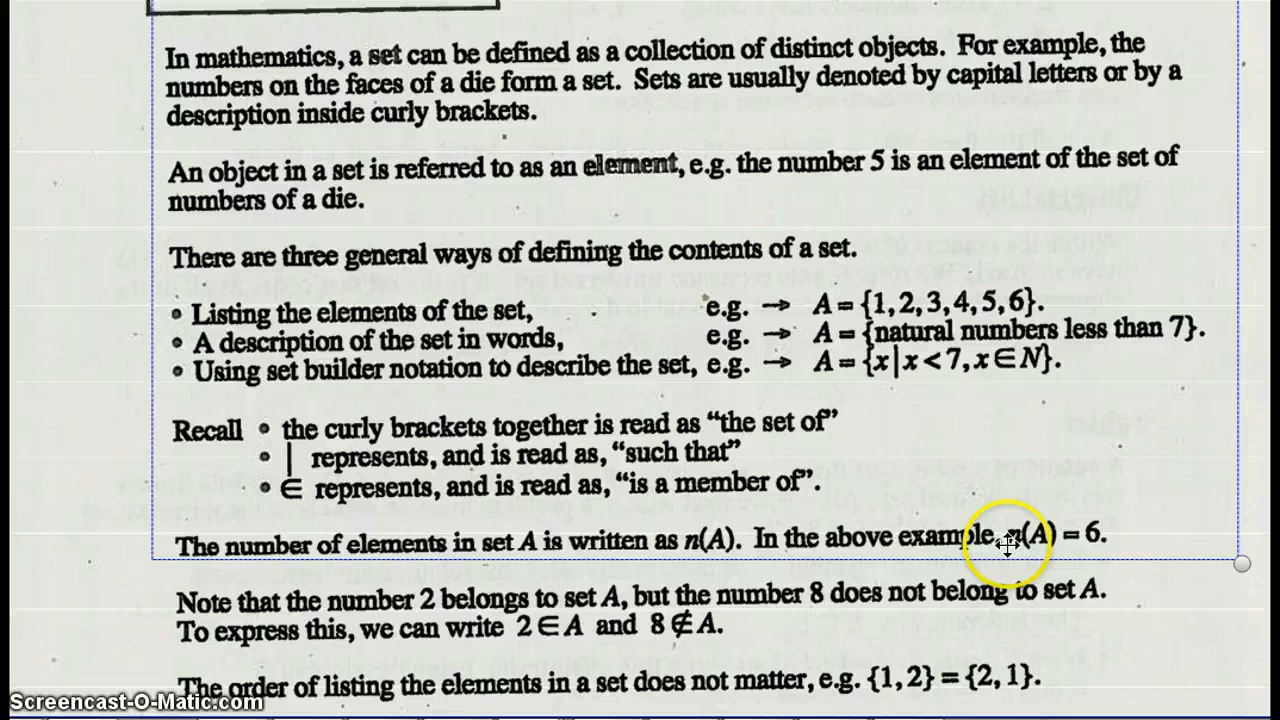 In mathematics, a set can be defined as a collection of distinct objects. For example, the
numbers on the faces of a die form a set. Sets are usually denoted by capital letters or by a
description inside curly brackets.
An object in a set is referred to as an element, e.g. the number 5 is an element of the set of
numbers of a die.
There are three general ways of defining the contents of a set.
• Listing the elements of the set, e.g. → A = {1, 2, 3, 4, 5, 6}.
• A description of the set in words, e.g. → A = {natural numbers less than 7}.
• Using set builder notation to describe the set, e.g. → A = {x | x < 7, x ∈ N}.
Recall • the curly brackets together is read as “the set of”
• | represents, and is read as, “such that”
• ∈ represents, and is read as, “is a member of”.
The number of elements in set A is written as n(A). In the above example, n(A) = 6.
Note that the number 2 belongs to set A, but the number 8 does not belong to set A.
To express this, we can write 2 ∈ A and 8 ∉ A.
The order of listing the elements in a set does not matter, e.g. {1, 2} = {2, 1}.
Screencast-O-Matic.com